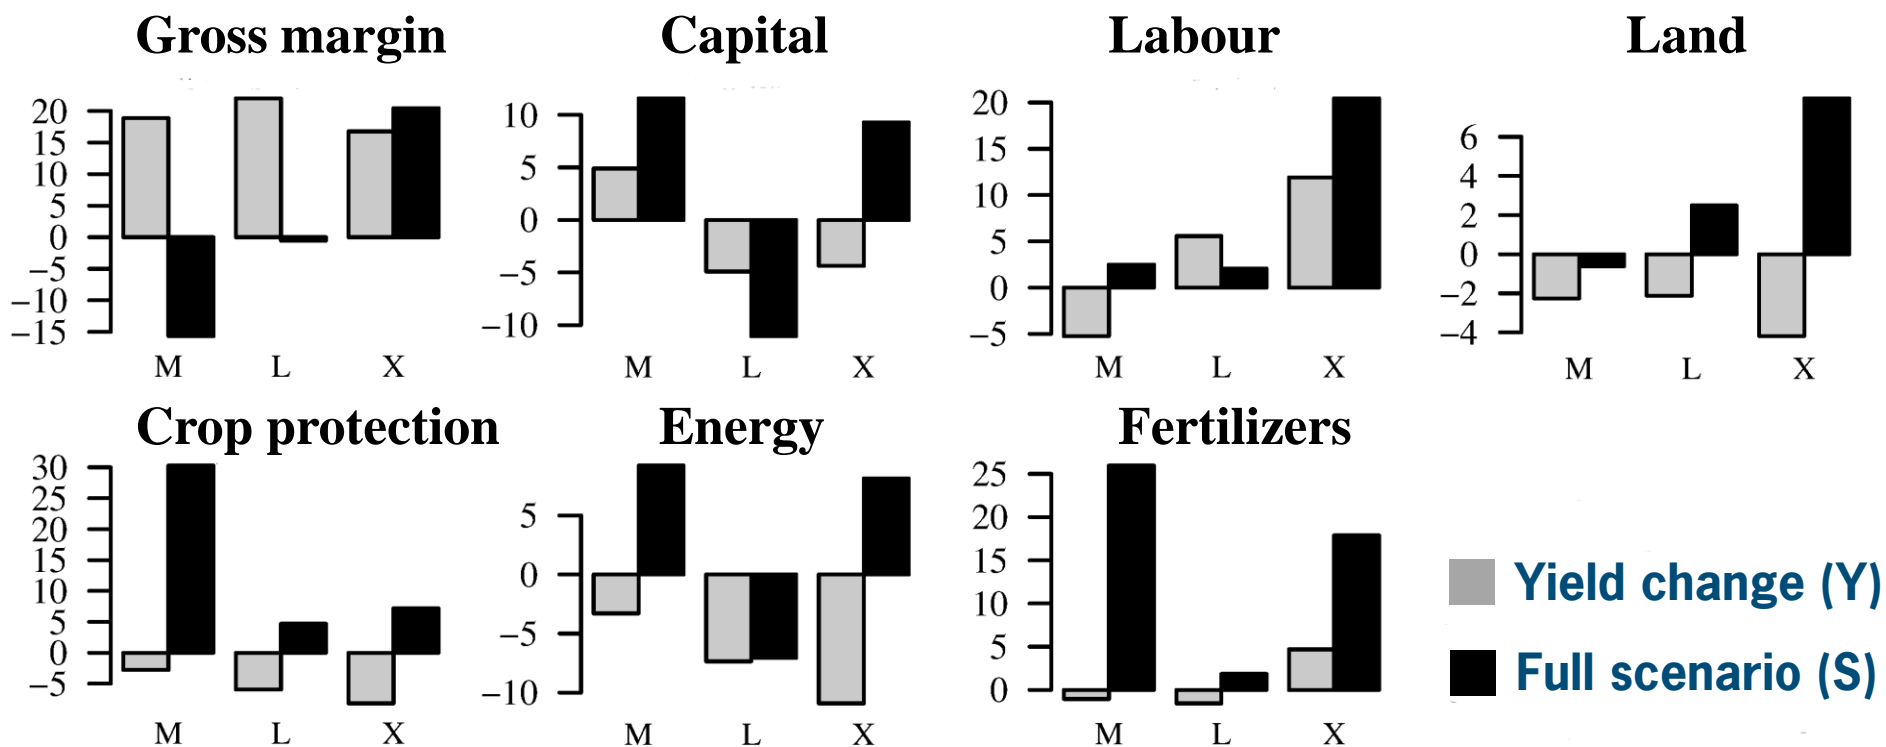 Gross margin
20
15
10
5
0
−5
−10
−15
M L X
Capital
10
5
0
−5
−10
M L X
Labour
20
15
10
5
0
−5
M L X
Land
6
4
2
0
−2
−4
M L X
Crop protection
30
25
20
15
10
5
0
−5
M L X
Energy
5
0
−5
−10
M L X
Fertilizers
25
20
15
10
5
0
M L X
Yield change (Y)
Full scenario (S)